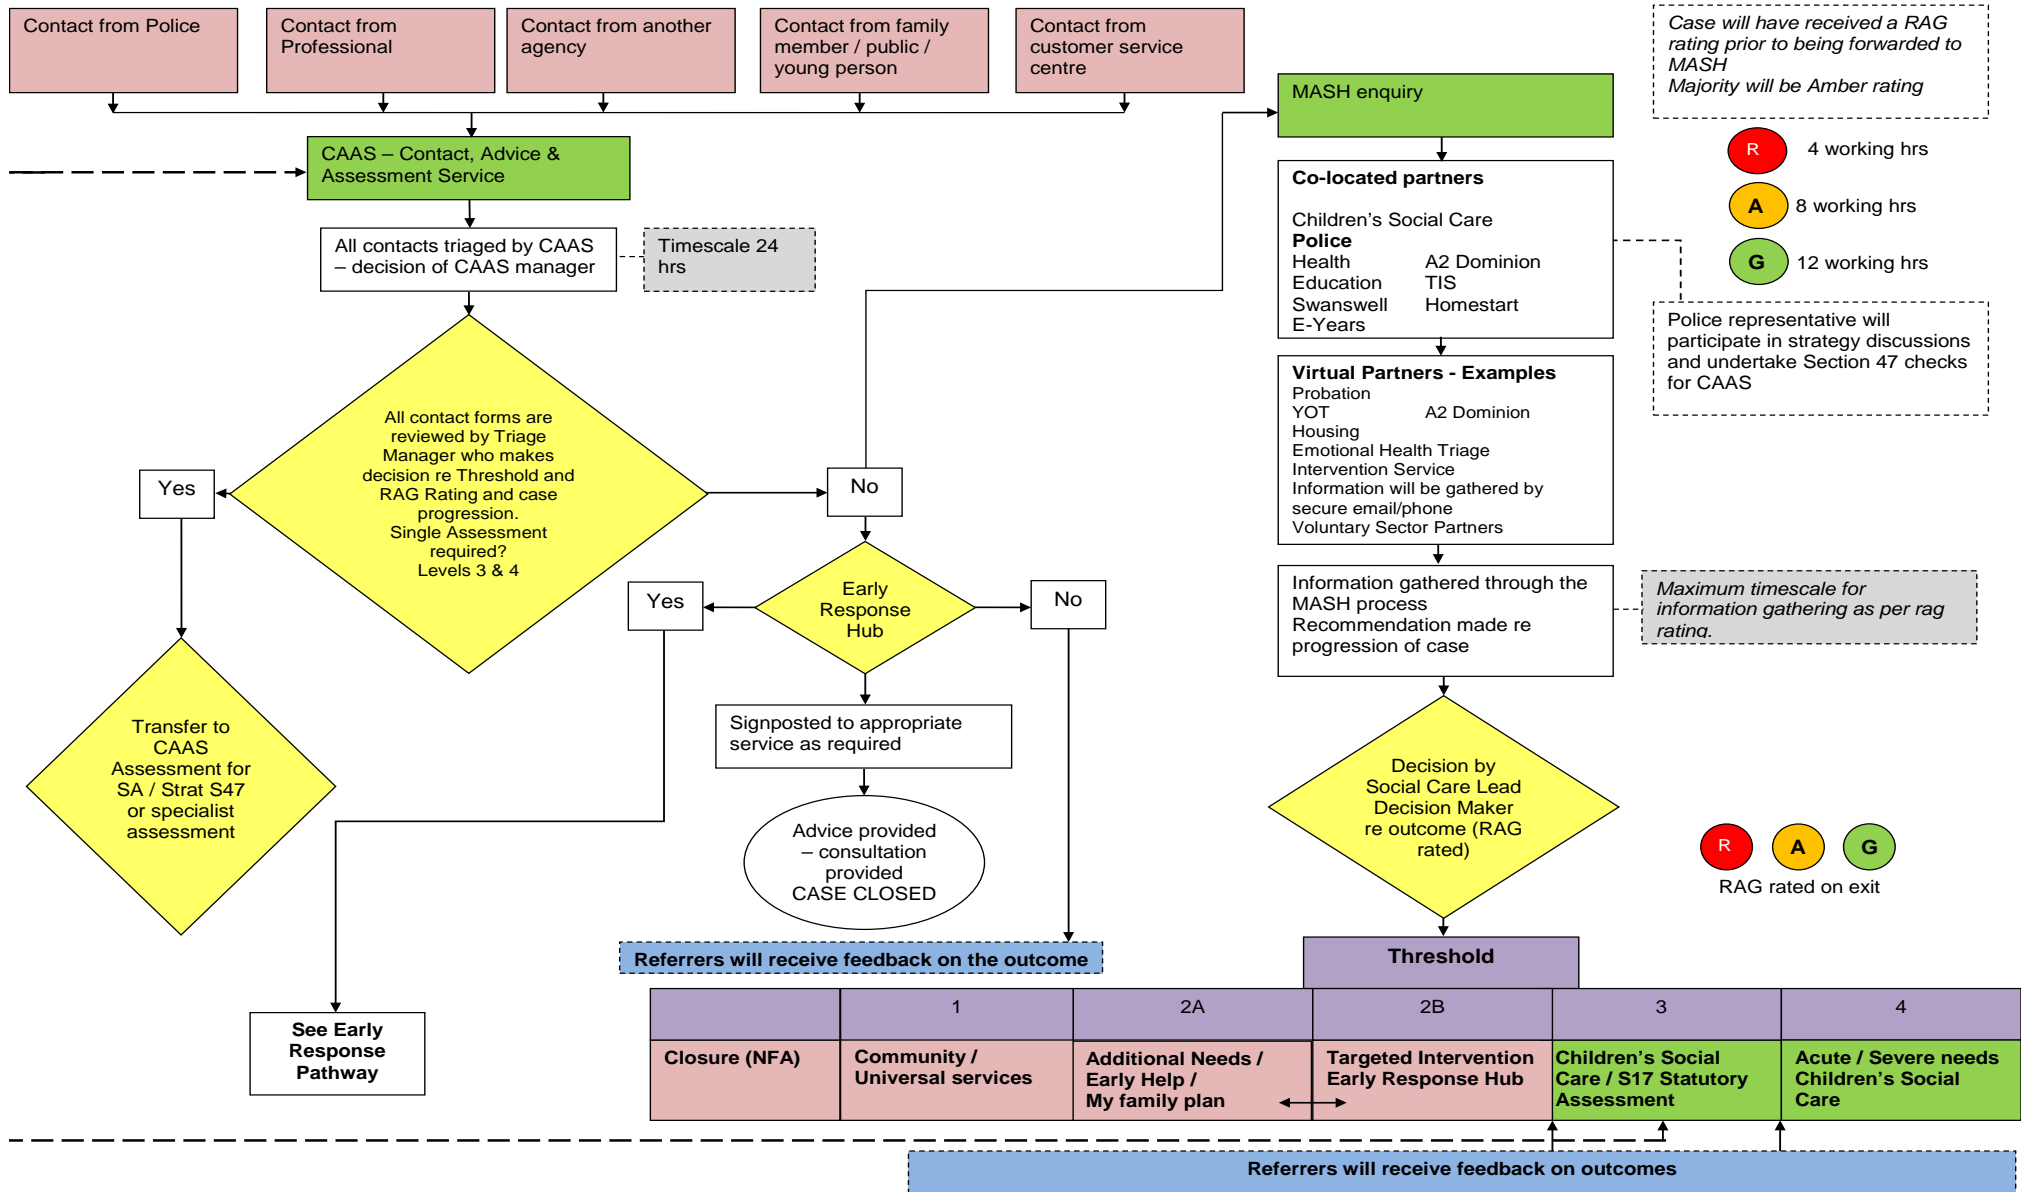 Contact from Police
Contact from
Professional
Contact from another
agency
Contact from family
member / public /
young person
Contact from
customer service
centre
Case will have received a RAG
rating prior to being forwarded to
MASH
Majority will be Amber rating
MASH enquiry
R
4 working hrs
A
8 working hrs
G
12 working hrs
CAAS – Contact, Advice &
Assessment Service
All contacts triaged by CAAS
– decision of CAAS manager
Timescale 24
hrs
Co-located partners
Children's Social Care
Police
Health A2 Dominion
Education TIS
Swanswell Homestart
E-Years
Police representative will
participate in strategy discussions
and undertake Section 47 checks
for CAAS
Virtual Partners - Examples
Probation
YOT A2 Dominion
Housing
Emotional Health Triage
Intervention Service
Information will be gathered by
secure email/phone
Voluntary Sector Partners
All contact forms are
reviewed by Triage
Manager who makes
decision re Threshold and
RAG Rating and case
progression.
Single Assessment
required?
Levels 3 & 4
Yes
No
Early
Response
Hub
Yes
No
Information gathered through the
MASH process
Recommendation made re
progression of case
Maximum timescale for
information gathering as per rag
rating.
Transfer to
CAAS
Assessment for
SA / Strat S47
or specialist
assessment
Signposted to appropriate
service as required
Advice provided
– consultation
provided
CASE CLOSED
Decision by
Social Care Lead
Decision Maker
re outcome (RAG
rated)
R
A
G
RAG rated on exit
Referrers will receive feedback on the outcome
See Early
Response
Pathway
Threshold
1
2A
2B
3
4
Closure (NFA)
Community /
Universal services
Additional Needs /
Early Help /
My family plan
Targeted Intervention
Early Response Hub
Children's Social
Care / S17 Statutory
Assessment
Acute / Severe needs
Children's Social
Care
Referrers will receive feedback on outcomes